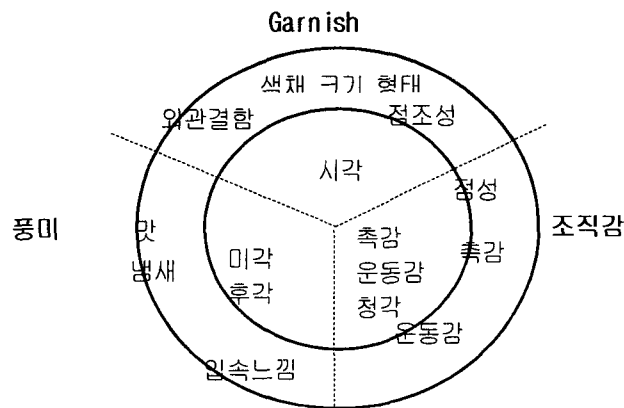 Garnish
색채 크기 형태
외관결함
점조성
시각
점성
풍미
맛
촉감
조직감
냄새
미각
운동감
촉감
후각
청각
운동감
입속느낌